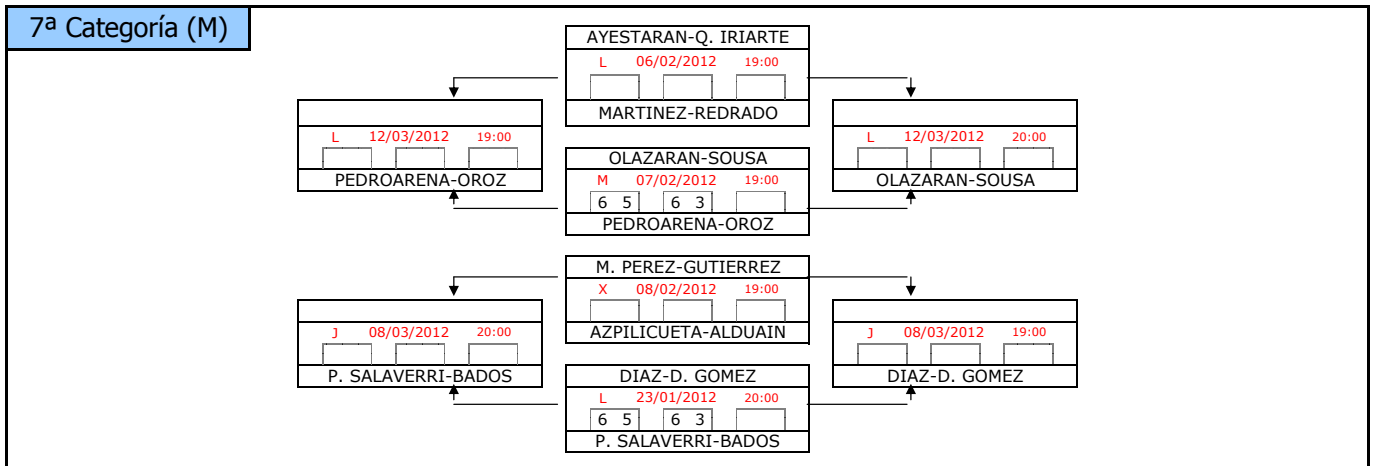 7ª Categoría (M)
AYESTARAN-Q. IRIARTE
L 06/02/2012 19:00
MARTINEZ-REDRADO
L 12/03/2012 19:00
PEDROARENA-OROZ
L 12/03/2012 20:00
OLAZARAN-SOUSA
OLAZARAN-SOUSA
M 07/02/2012 19:00
6 5 6 3
PEDROARENA-OROZ
M. PEREZ-GUTIERREZ
X 08/02/2012 19:00
AZPILICUETA-ALDUAIN
J 08/03/2012 20:00
P. SALAVERRI-BADOS
J 08/03/2012 19:00
DIAZ-D. GOMEZ
DIAZ-D. GOMEZ
L 23/01/2012 20:00
6 5 6 3
P. SALAVERRI-BADOS